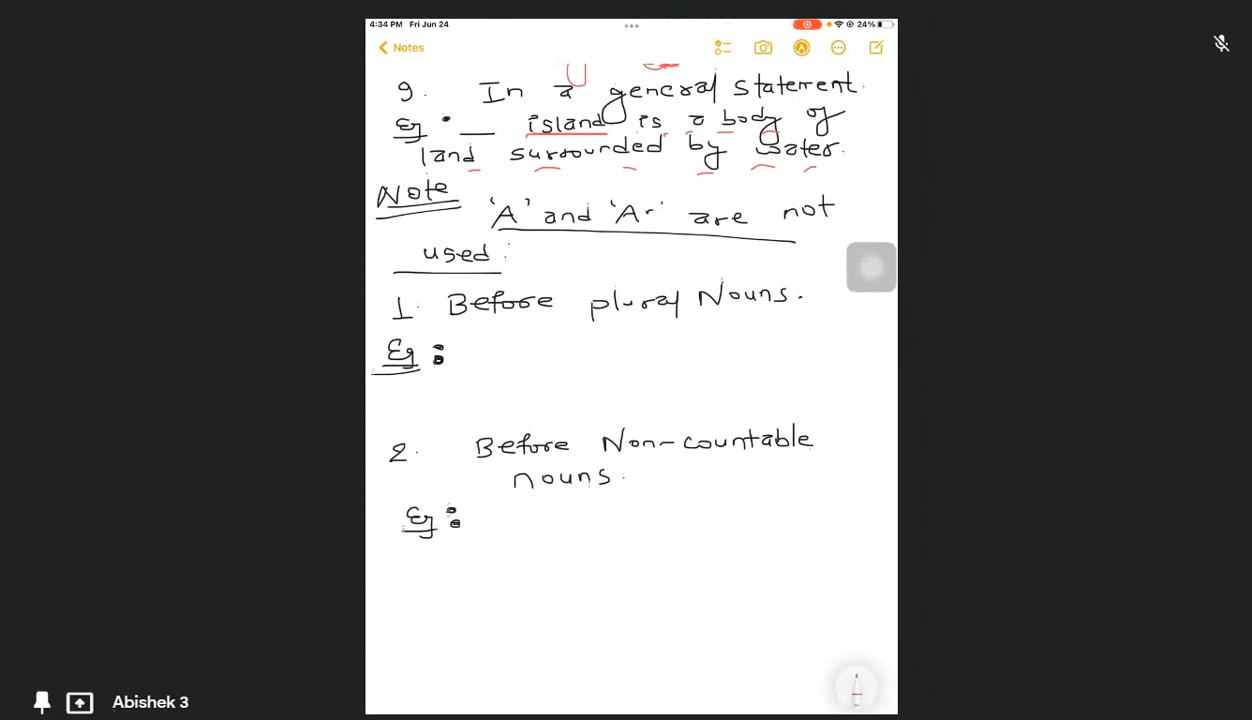 4:34 PM Fri Jun 24
24%
Notes
9. In a general statement.
Eg: __ island is a body of
land surrounded by water.
Note
'A' and 'An' are not
used:
1. Before plural Nouns.
Eg:
2. Before Non-countable
nouns.
Eg:
Abishek 3